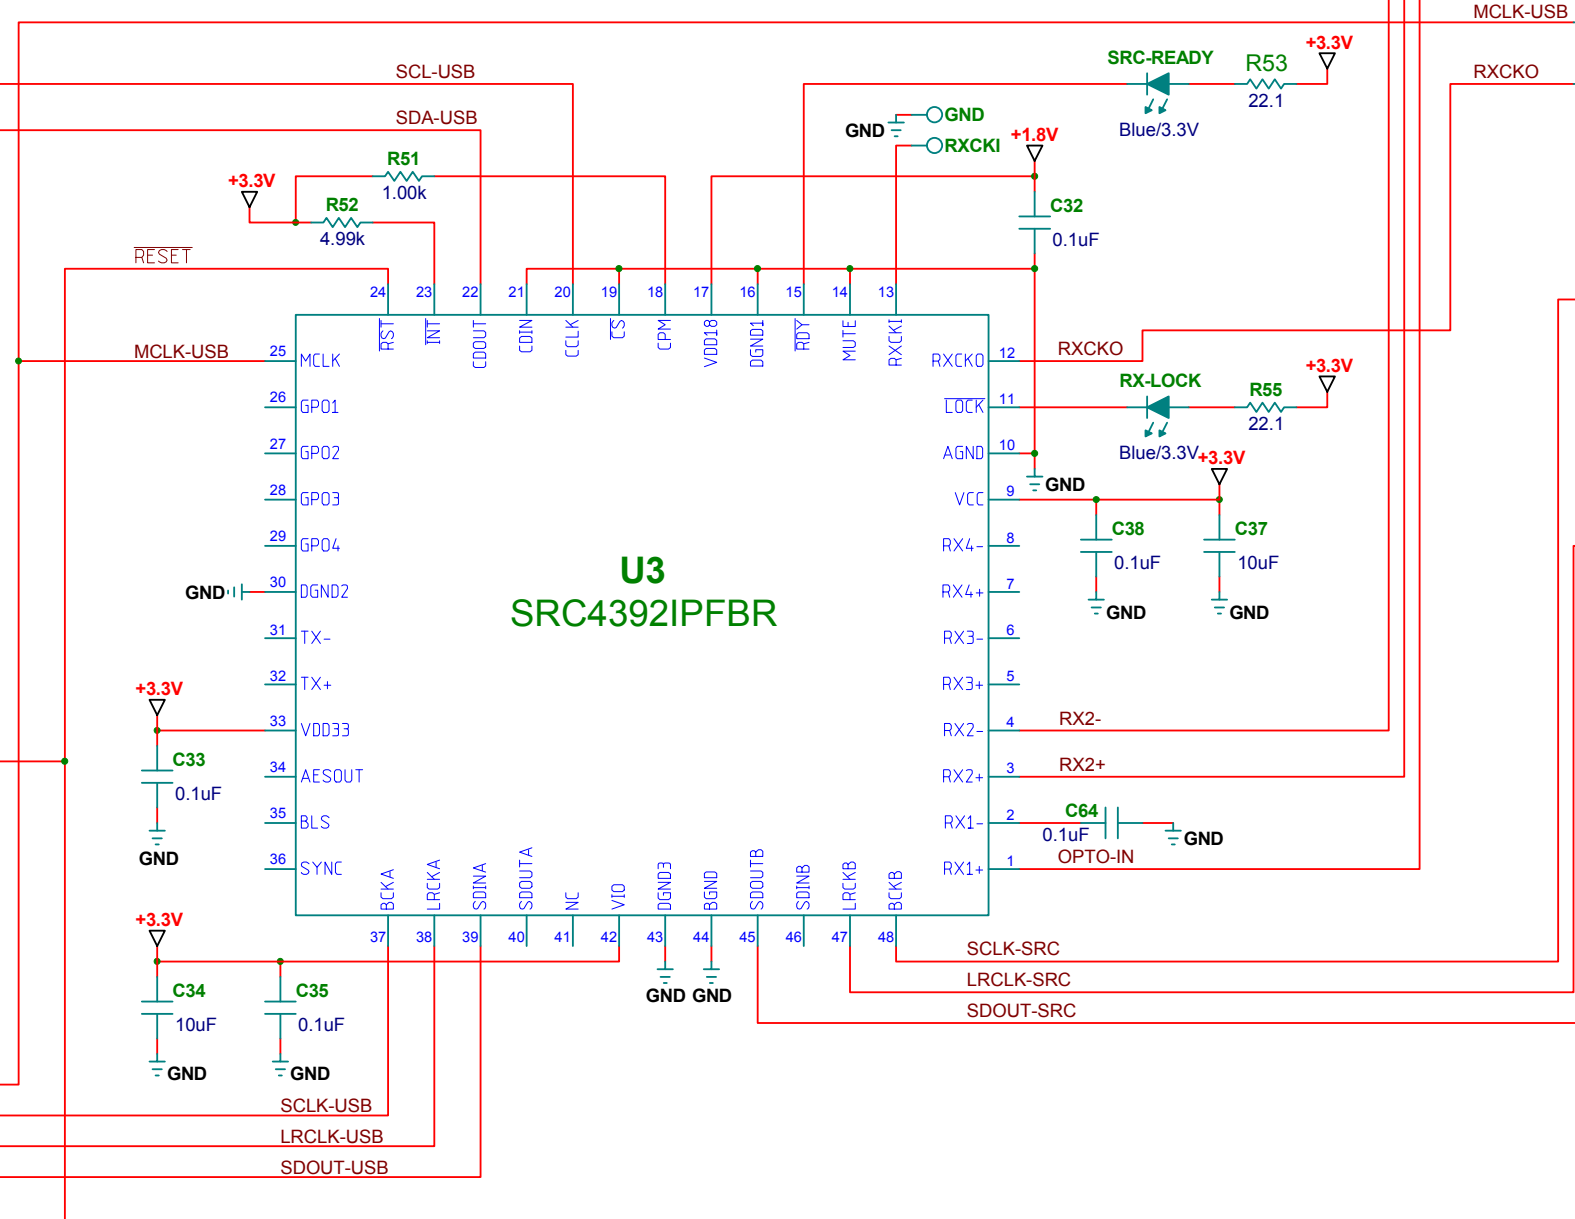 MCLK-USB
+3.3V
SRC-READY
R53
22.1
Blue/3.3V
RXCKO
SCL-USB
SDA-USB
GND
GND
RXCKI
+1.8V
R51
1.00k
+3.3V
R52
4.99k
C32
0.1uF
RESET
24
23
22
21
20
19
18
17
16
15
14
13
RST
INT
CDOUT
CDIN
CCLK
CS
CPM
VDD18
DGND1
RDY
MUTE
RXCKI
MCLK-USB
25
MCLK
26
GPO1
27
GPO2
28
GPO3
29
GPO4
GND
30
DGND2
31
TX-
32
TX+
33
VDD33
34
AESOUT
35
BLS
36
SYNC
RXCKO
12
RXCKO
LOCK
11
RX-LOCK
Blue/3.3V
R55
22.1
+3.3V
AGND
10
GND
VCC
9
+3.3V
C38
0.1uF
GND
C37
10uF
GND
RX4-
8
RX4+
7
RX3-
6
RX3+
5
RX2-
4
RX2-
RX2+
3
RX2+
RX1-
2
C64
0.1uF
GND
RX1+
1
OPTO-IN
U3
SRC4392IPFBR
+3.3V
C33
0.1uF
GND
BCKA
LRCKA
SDINA
SDOUTA
NC
VIO
DGND3
BGND
SDOUTB
SDINB
LRCKB
BCKB
37
38
39
40
41
42
43
44
45
46
47
48
+3.3V
C34
10uF
GND
C35
0.1uF
GND
GND
GND
SCLK-SRC
LRCLK-SRC
SDOUT-SRC
SCLK-USB
LRCLK-USB
SDOUT-USB